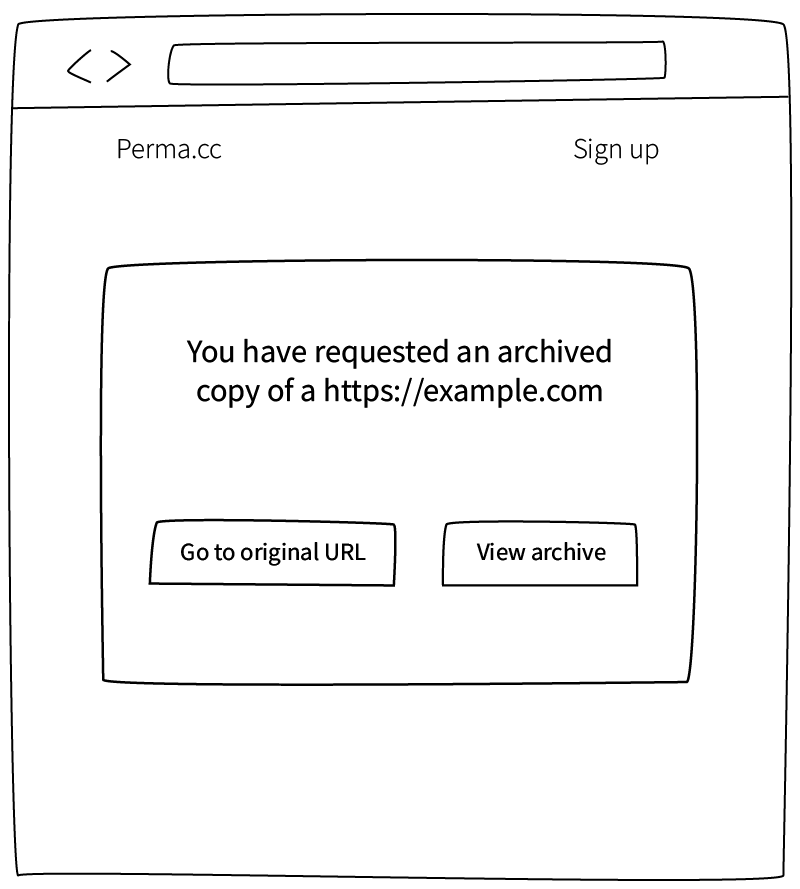 Perma.cc
Sign up
You have requested an archived
copy of a https://example.com
Go to original URL
View archive